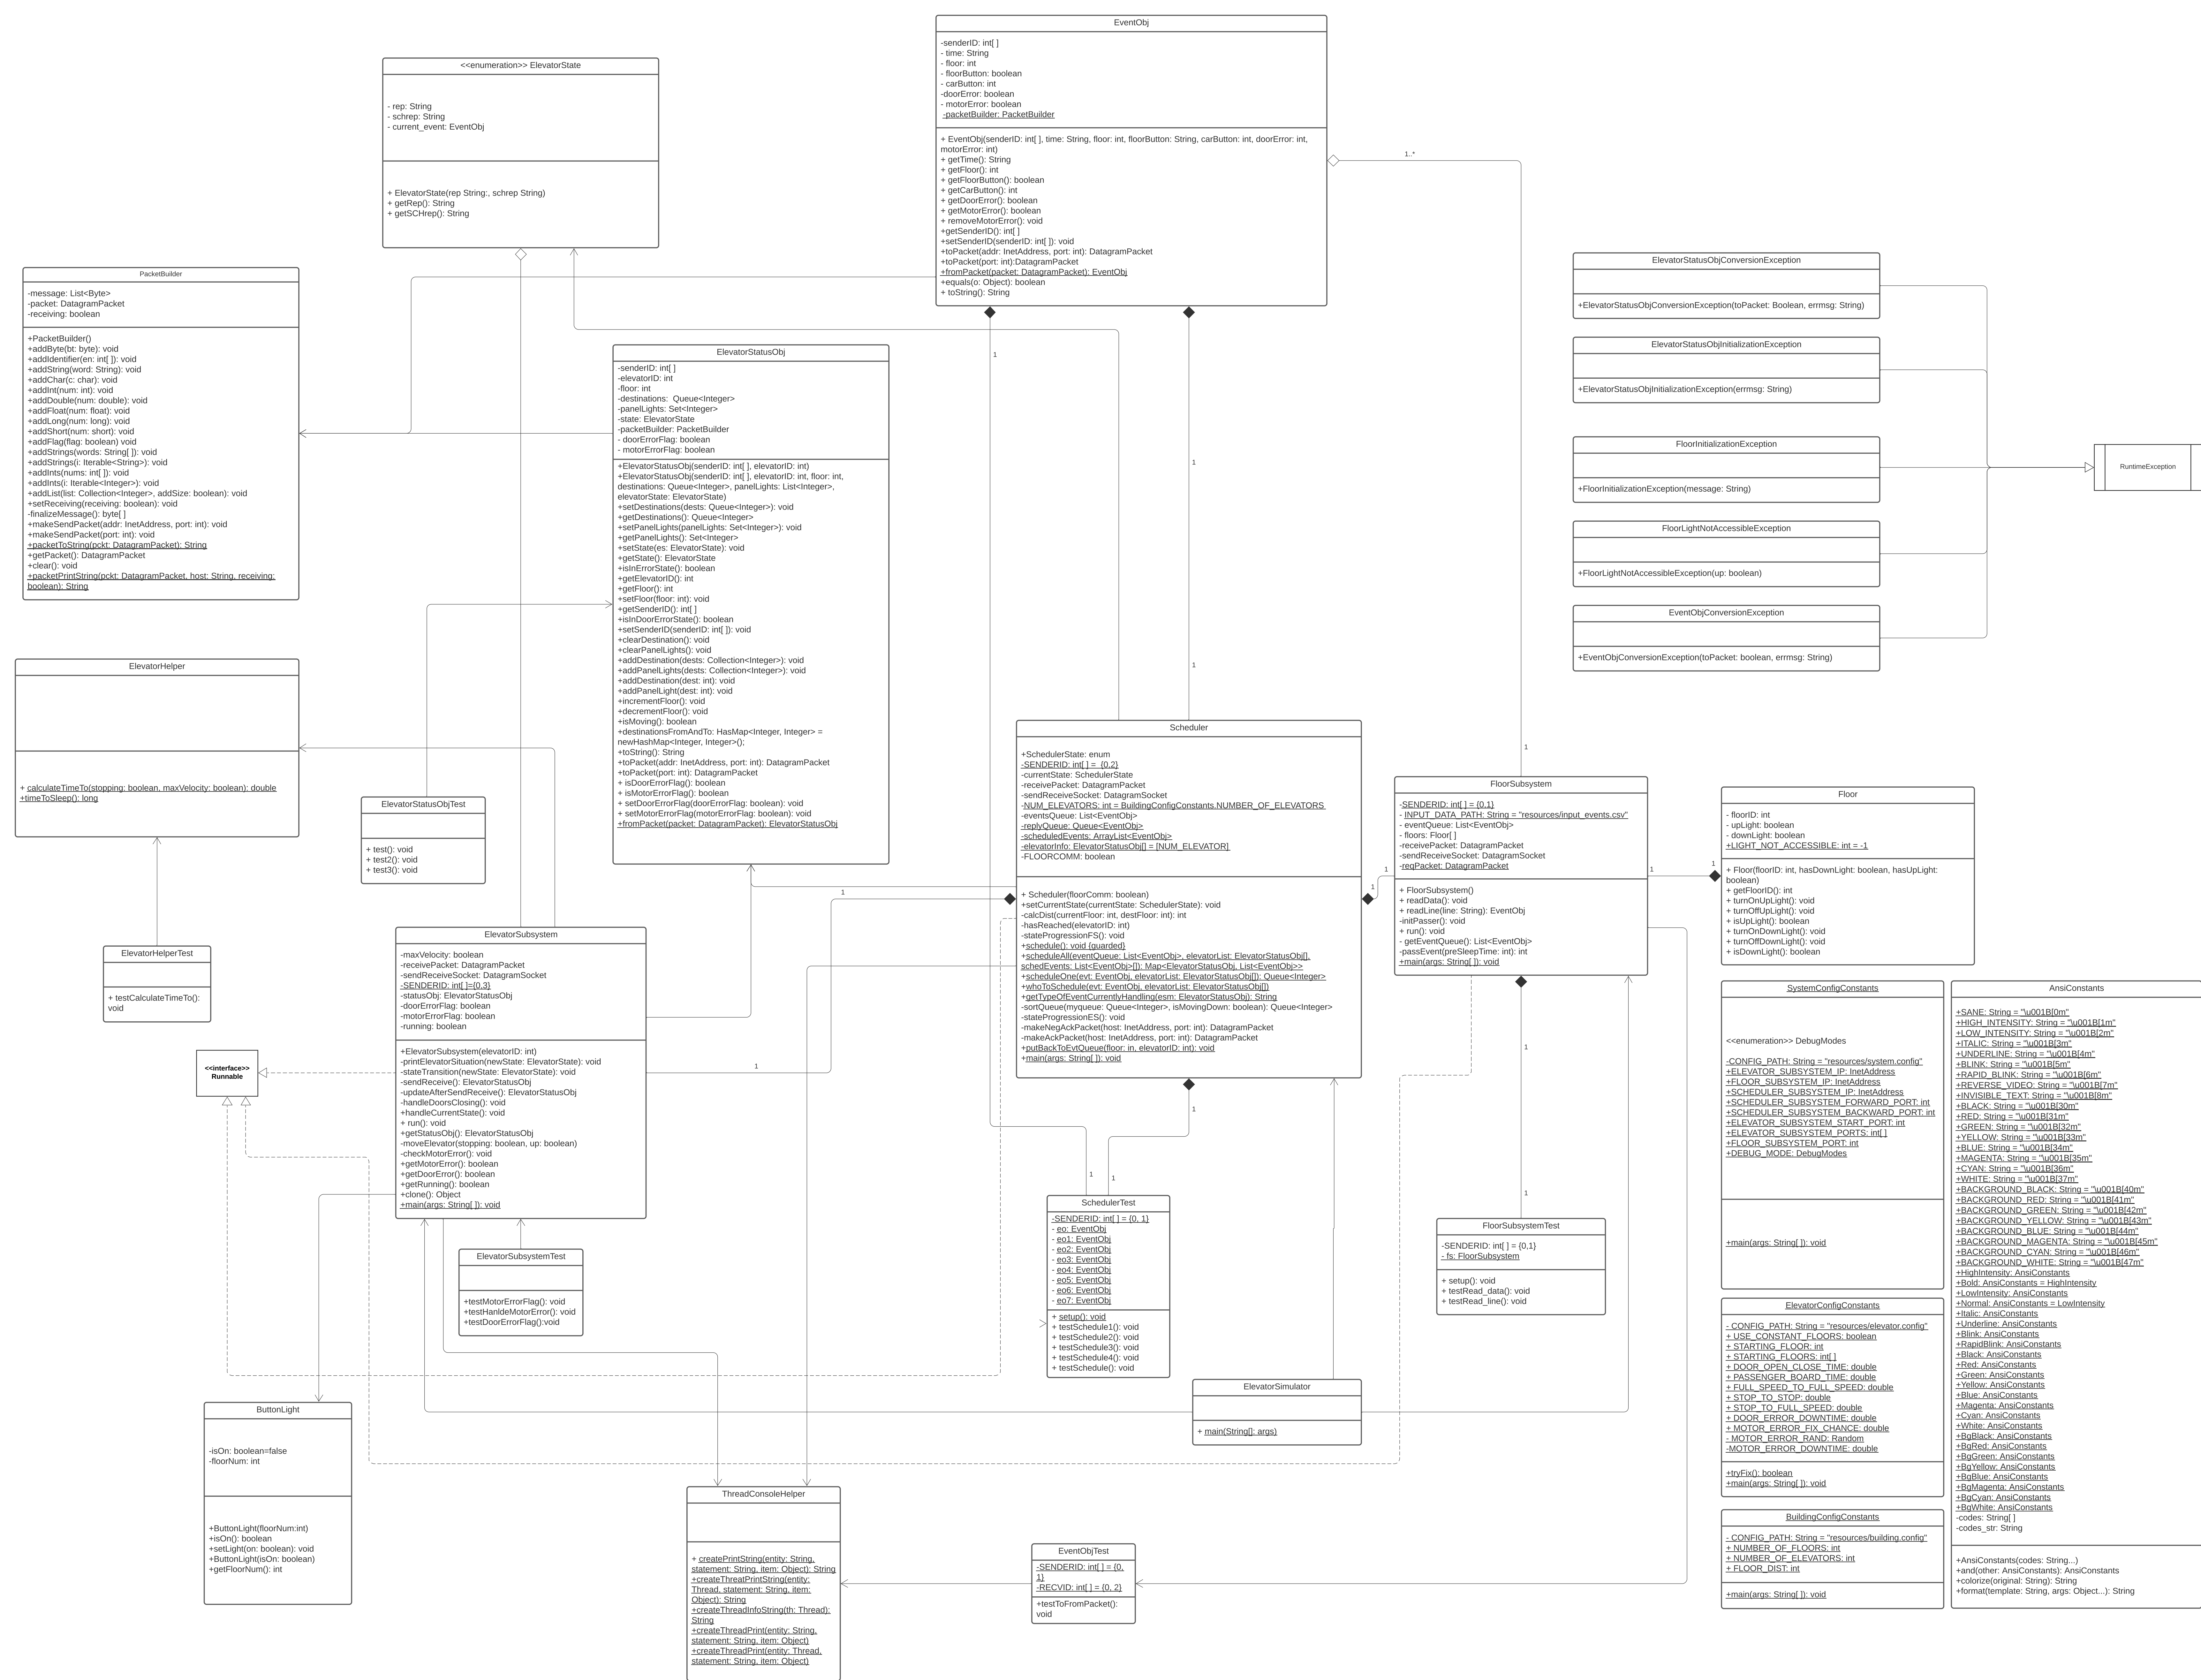 EventObj
-senderID: int[ ]
- time: String
- floor: int
- floorButton: boolean
- carButton: int
-doorError: boolean
- motorError: boolean
-packetBuilder: PacketBuilder
+ EventObj(senderID: int[ ], time: String, floor: int, floorButton: String, carButton: int, doorError: int,
motorError: int)
+ getTime(): String
+ getFloor(): int
+ getFloorButton(): boolean
+ getCarButton(): int
+ getDoorError(): boolean
+ getMotorError(): boolean
+ removeMotorError(): void
+getSenderID(): int[ ]
+setSenderID(senderID: int[ ]): void
+toPacket(addr: InetAddress, port: int): DatagramPacket
+toPacket(port: int):DatagramPacket
+fromPacket(packet: DatagramPacket): EventObj
+equals(o: Object): boolean
+ toString(): String
<<enumeration>> ElevatorState
- rep: String
- schrep: String
- current_event: EventObj
+ ElevatorState(rep String:, schrep String)
+ getRep(): String
+ getSCHrep(): String
PacketBuilder
-message: List<Byte>
-packet: DatagramPacket
-receiving: boolean
+PacketBuilder()
+addByte(bt: byte): void
+addIdentifier(en: int[ ]): void
+addString(word: String): void
+addChar(c: char): void
+addInt(num: int): void
+addDouble(num: double): void
+addFloat(num: float): void
+addLong(num: long): void
+addShort(num: short): void
+addFlag(flag: boolean) void
+addStrings(words: String[ ]): void
+addStrings(i: Iterable<String>): void
+addInts(nums: int[ ]): void
+addInts(i: Iterable<Integer>): void
+addList(list: Collection<Integer>, addSize: boolean): void
+setReceiving(receiving: boolean): void
-finalizeMessage(): byte[ ]
+makeSendPacket(addr: InetAddress, port: int): void
+makeSendPacket(port: int): void
+packetToString(pckt: DatagramPacket): String
+getPacket(): DatagramPacket
+clear(): void
+packetPrintString(pckt: DatagramPacket, host: String, receiving:
boolean): String
ElevatorStatusObj
-senderID: int[ ]
-elevatorID: int
-floor: int
-destinations:  Queue<Integer>
-panelLights: Set<Integer>
-state: ElevatorState
-packetBuilder: PacketBuilder
- doorErrorFlag: boolean
- motorErrorFlag: boolean
+ElevatorStatusObj(senderID: int[ ], elevatorID: int)
+ElevatorStatusObj(senderID: int[ ], elevatorID: int, floor: int,
destinations: Queue<Integer>, panelLights: List<Integer>,
elevatorState: ElevatorState)
+setDestinations(dests: Queue<Integer>): void
+getDestinations(): Queue<Integer>
+setPanelLights(panelLights: Set<Integer>): void
+getPanelLights(): Set<Integer>
+setState(es: ElevatorState): void
+getState(): ElevatorState
+isInErrorState(): boolean
+getElevatorID(): int
+getFloor(): int
+setFloor(floor: int): void
+getSenderID(): int[ ]
+isInDoorErrorState(): boolean
+setSenderID(senderID: int[ ]): void
+clearDestination(): void
+clearPanelLights(): void
+addDestination(dests: Collection<Integer>): void
+addPanelLights(dests: Collection<Integer>): void
+addDestination(dest: int): void
+addPanelLight(dest: int): void
+incrementFloor(): void
+decrementFloor(): void
+isMoving(): boolean
+destinationsFromAndTo: HasMap<Integer, Integer> =
newHashMap<Integer, Integer>();
+toString(): String
+toPacket(addr: InetAddress, port: int): DatagramPacket
+toPacket(port: int): DatagramPacket
+ isDoorErrorFlag(): boolean
+ isMotorErrorFlag(): boolean
+ setDoorErrorFlag(doorErrorFlag: boolean): void
+ setMotorErrorFlag(motorErrorFlag: boolean): void
+fromPacket(packet: DatagramPacket): ElevatorStatusObj
1..*
1
1
1
1
ElevatorStatusObjConversionException
+ElevatorStatusObjConversionException(toPacket: Boolean, errmsg: String)
ElevatorStatusObjInitializationException
+ElevatorStatusObjInitializationException(errmsg: String)
FloorInitializationException
+FloorInitializationException(message: String)
FloorLightNotAccessibleException
+FloorLightNotAccessibleException(up: boolean)
EventObjConversionException
+EventObjConversionException(toPacket: boolean, errmsg: String)
RuntimeException
ElevatorHelper
+ calculateTimeTo(stopping: boolean, maxVelocity: boolean): double
+timeToSleep(): long
ElevatorStatusObjTest
+ test(): void
+ test2(): void
+ test3(): void
ElevatorHelperTest
+ testCalculateTimeTo():
void
Scheduler
+SchedulerState: enum
-SENDERID: int[ ] =  {0,2}
-currentState: SchedulerState
-receivePacket: DatagramPacket
-sendReceiveSocket: DatagramSocket
-NUM_ELEVATORS: int = BuildingConfigConstants.NUMBER_OF_ELEVATORS
-eventsQueue: List<EventObj>
-replyQueue: Queue<EventObj>
-scheduledEvents: ArrayList<EventObj>
-elevatorInfo: ElevatorStatusObj[] = [NUM_ELEVATOR]
-FLOORCOMM: boolean
+ Scheduler(floorComm: boolean)
+setCurrentState(currentState: SchedulerState): void
-calcDist(currentFloor: int, destFloor: int): int
-hasReached(elevatorID: int)
-stateProgressionFS(): void
+schedule(): void {guarded}
+scheduleAll(eventQueue: List<EventObj>, elevatorList: ElevatorStatusObj[],
schedEvents: List<EventObj>[]): Map<ElevatorStatusObj, List<EventObj>>
+scheduleOne(evt: EventObj, elevatorList: ElevatorStatusObj[]): Queue<Integer>
+whoToSchedule(evt: EventObj, elevatorList: ElevatorStatusObj[])
+getTypeOfEventCurrentlyHandling(esm: ElevatorStatusObj): String
-sortQueue(myqueue: Queue<Integer>, isMovingDown: boolean): Queue<Integer>
-stateProgressionES(): void
-makeNegAckPacket(host: InetAddress, port: int): DatagramPacket
-makeAckPacket(host: InetAddress, port: int): DatagramPacket
+putBackToEvtQueue(floor: in, elevatorID: int): void
+main(args: String[ ]): void
1
1
1
1
FloorSubsystem
-SENDERID: int[ ] = {0,1}
- INPUT_DATA_PATH: String = "resources/input_events.csv"
- eventQueue: List<EventObj>
- floors: Floor[ ]
-receivePacket: DatagramPacket
-sendReceiveSocket: DatagramSocket
-reqPacket: DatagramPacket
+ FloorSubsystem()
+ readData(): void
+ readLine(line: String): EventObj
-initPasser(): void
+ run(): void
- getEventQueue(): List<EventObj>
-passEvent(preSleepTime: int): int
+main(args: String[ ]): void
1
1
Floor
- floorID: int
- upLight: boolean
- downLight: boolean
+LIGHT_NOT_ACCESSIBLE: int = -1
+ Floor(floorID: int, hasDownLight: boolean, hasUpLight:
boolean)
+ getFloorID(): int
+ turnOnUpLight(): void
+ turnOffUpLight(): void
+ isUpLight(): boolean
+ turnOnDownLight(): void
+ turnOffDownLight(): void
+ isDownLight(): boolean
ElevatorSubsystem
-maxVelocity: boolean
-receivePacket: DatagramPacket
-sendReceiveSocket: DatagramSocket
-SENDERID: int[ ]={0,3}
-statusObj: ElevatorStatusObj
-doorErrorFlag: boolean
-motorErrorFlag: boolean
-running: boolean
+ElevatorSubsystem(elevatorID: int)
-printElevatorSituation(newState: ElevatorState): void
-stateTransition(newState: ElevatorState): void
-sendReceive(): ElevatorStatusObj
-updateAfterSendReceive(): ElevatorStatusObj
-handleDoorsClosing(): void
+handleCurrentState(): void
+ run(): void
+getStatusObj(): ElevatorStatusObj
-moveElevator(stopping: boolean, up: boolean)
-checkMotorError(): void
+getMotorError(): boolean
+getDoorError(): boolean
+getRunning(): boolean
+clone(): Object
+main(args: String[ ]): void
1
<<interface>>
Runnable
SystemConfigConstants
<<enumeration>> DebugModes
-CONFIG_PATH: String = "resources/system.config"
+ELEVATOR_SUBSYSTEM_IP: InetAddress
+FLOOR_SUBSYSTEM_IP: InetAddress
+SCHEDULER_SUBSYSTEM_IP: InetAddress
+SCHEDULER_SUBSYSTEM_FORWARD_PORT: int
+SCHEDULER_SUBSYSTEM_BACKWARD_PORT: int
+ELEVATOR_SUBSYSTEM_START_PORT: int
+ELEVATOR_SUBSYSTEM_PORTS: int[ ]
+FLOOR_SUBSYSTEM_PORT: int
+DEBUG_MODE: DebugModes
+main(args: String[ ]): void
AnsiConstants
+SANE: String = "\u001B[0m"
+HIGH_INTENSITY: String = "\u001B[1m"
+LOW_INTENSITY: String = "\u001B[2m"
+ITALIC: String = "\u001B[3m"
+UNDERLINE: String = "\u001B[4m"
+BLINK: String = "\u001B[5m"
+RAPID_BLINK: String = "\u001B[6m"
+REVERSE_VIDEO: String = "\u001B[7m"
+INVISIBLE_TEXT: String = "\u001B[8m"
+BLACK: String = "\u001B[30m"
+RED: String = "\u001B[31m"
+GREEN: String = "\u001B[32m"
+YELLOW: String = "\u001B[33m"
+BLUE: String = "\u001B[34m"
+MAGENTA: String = "\u001B[35m"
+CYAN: String = "\u001B[36m"
+WHITE: String = "\u001B[37m"
+BACKGROUND_BLACK: String = "\u001B[40m"
+BACKGROUND_RED: String = "\u001B[41m"
+BACKGROUND_GREEN: String = "\u001B[42m"
+BACKGROUND_YELLOW: String = "\u001B[43m"
+BACKGROUND_BLUE: String = "\u001B[44m"
+BACKGROUND_MAGENTA: String = "\u001B[45m"
+BACKGROUND_CYAN: String = "\u001B[46m"
+BACKGROUND_WHITE: String = "\u001B[47m"
+HighIntensity: AnsiConstants
+Bold: AnsiConstants = HighIntensity
+LowIntensity: AnsiConstants
+Normal: AnsiConstants = LowIntensity
+Italic: AnsiConstants
+Underline: AnsiConstants
+Blink: AnsiConstants
+RapidBlink: AnsiConstants
+Black: AnsiConstants
+Red: AnsiConstants
+Green: AnsiConstants
+Yellow: AnsiConstants
+Blue: AnsiConstants
+Magenta: AnsiConstants
+Cyan: AnsiConstants
+White: AnsiConstants
+BgBlack: AnsiConstants
+BgRed: AnsiConstants
+BgGreen: AnsiConstants
+BgYellow: AnsiConstants
+BgBlue: AnsiConstants
+BgMagenta: AnsiConstants
+BgCyan: AnsiConstants
+BgWhite: AnsiConstants
-codes: String[ ]
-codes_str: String
+AnsiConstants(codes: String...)
+and(other: AnsiConstants): AnsiConstants
+colorize(original: String): String
+format(template: String, args: Object...): String
1
1
1
1
1
SchedulerTest
-SENDERID: int[ ] = {0, 1}
- eo: EventObj
- eo1: EventObj
- eo2: EventObj
- eo3: EventObj
- eo4: EventObj
- eo5: EventObj
- eo6: EventObj
- eo7: EventObj
+ setup(): void
+ testSchedule1(): void
+ testSchedule2(): void
+ testSchedule3(): void
+ testSchedule4(): void
+ testSchedule(): void
FloorSubsystemTest
-SENDERID: int[ ] = {0,1}
- fs: FloorSubsystem
+ setup(): void
+ testRead_data(): void
+ testRead_line(): void
ElevatorSubsystemTest
+testMotorErrorFlag(): void
+testHanldeMotorError(): void
+testDoorErrorFlag():void
ElevatorConfigConstants
- CONFIG_PATH: String = "resources/elevator.config"
+ USE_CONSTANT_FLOORS: boolean
+ STARTING_FLOOR: int
+ STARTING_FLOORS: int[ ]
+ DOOR_OPEN_CLOSE_TIME: double
+ PASSENGER_BOARD_TIME: double
+ FULL_SPEED_TO_FULL_SPEED: double
+ STOP_TO_STOP: double
+ STOP_TO_FULL_SPEED: double
+ DOOR_ERROR_DOWNTIME: double
+ MOTOR_ERROR_FIX_CHANCE: double
- MOTOR_ERROR_RAND: Random
-MOTOR_ERROR_DOWNTIME: double
+tryFix(): boolean
+main(args: String[ ]): void
ElevatorSimulator
+ main(String[]: args)
ButtonLight
-isOn: boolean=false
-floorNum: int
+ButtonLight(floorNum:int)
+isOn(): boolean
+setLight(on: boolean): void
+ButtonLight(isOn: boolean)
+getFloorNum(): int
ThreadConsoleHelper
+ createPrintString(entity: String,
statement: String, item: Object): String
+createThreatPrintString(entity:
Thread, statement: String, item:
Object): String
+createThreadInfoString(th: Thread):
String
+createThreadPrint(entity: String,
statement: String, item: Object)
+createThreadPrint(entity: Thread,
statement: String, item: Object)
EventObjTest
-SENDERID: int[ ] = {0,
1}
-RECVID: int[ ] = {0, 2}
+testToFromPacket():
void
BuildingConfigConstants
- CONFIG_PATH: String = "resources/building.config"
+ NUMBER_OF_FLOORS: int
+ NUMBER_OF_ELEVATORS: int
+ FLOOR_DIST: int
+main(args: String[ ]): void